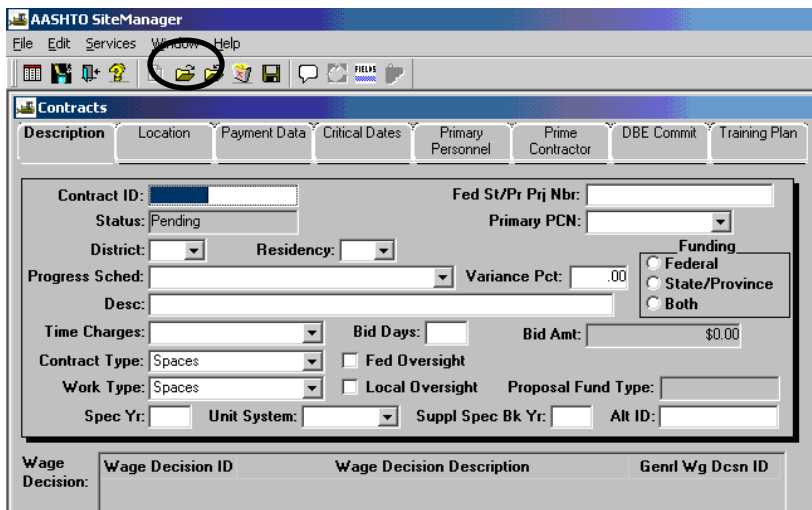 AASHTO SiteManager
File Edit Services Window Help
FIELDS
Contracts
Description Location Payment Data Critical Dates Primary Personnel Prime Contractor DBE Commit Training Plan
Contract ID: Fed St/Pr Prj Nbr:
Status: Pending Primary PCN:
District: Residency: Funding
Federal
Progress Sched: Variance Pct: .00 State/Province
Desc: Both
Time Charges: Bid Days: Bid Amt: $0.00
Contract Type: Spaces Fed Oversight
Work Type: Spaces Local Oversight Proposal Fund Type:
Spec Yr: Unit System: Suppl Spec Bk Yr: Alt ID:
Wage Decision: Wage Decision ID Wage Decision Description Genrl Wg Dcsn ID